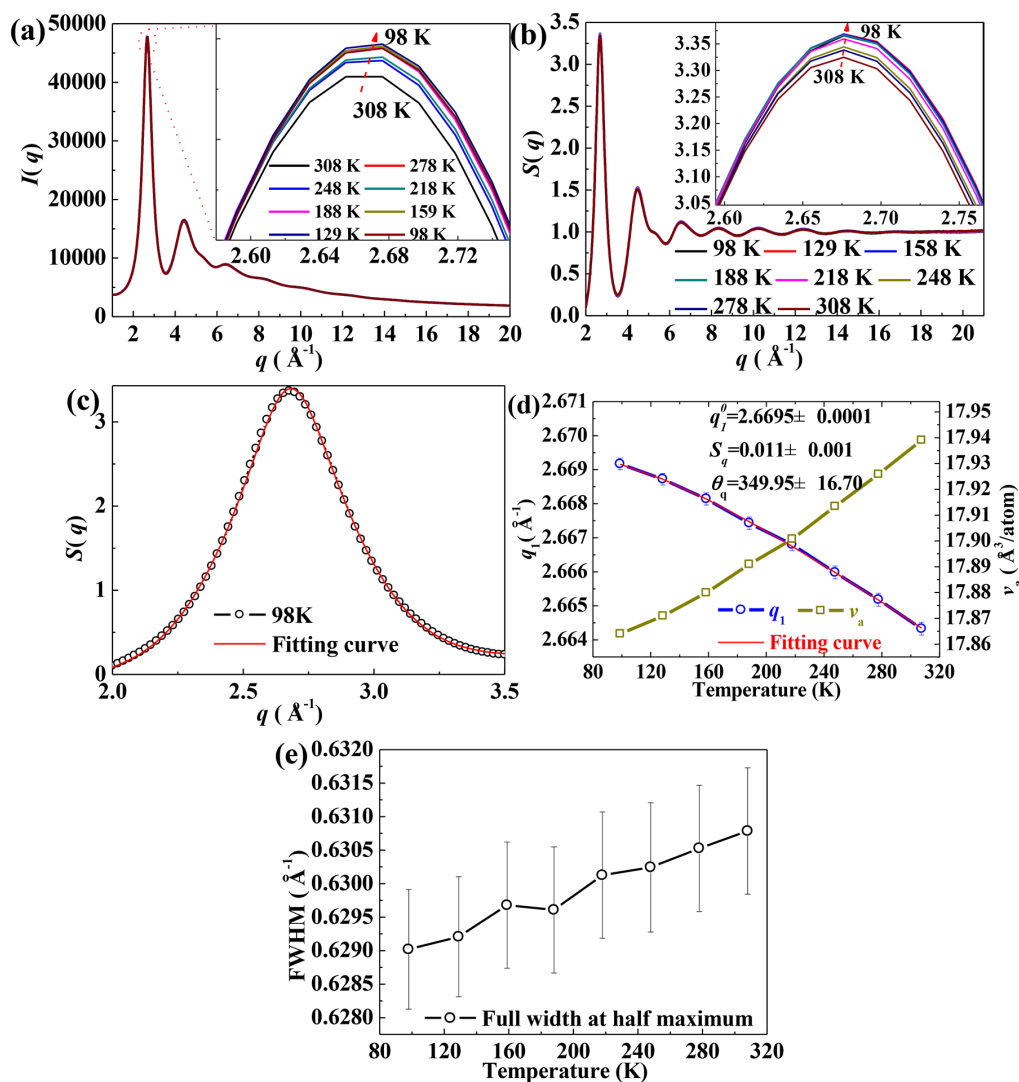 (a)
50000
40000
30000
20000
10000
0
I(q)
98 K
308 K
308 K 278 K
248 K 218 K
188 K 159 K
129 K 98 K
2.60 2.64 2.68 2.72
4 8 12 16 20
q ( Å-1)
(b)
3.5
3.0
2.5
2.0
1.5
1.0
0.5
0.0
S(q)
3.35
3.30
3.25
3.20
3.15
3.10
3.05
98 K
308 K
2.60 2.65 2.70 2.75
98 K 129 K 158 K
188 K 218 K 248 K
278 K 308 K
2 4 6 8 10 12 14 16 18 20
q ( Å-1)
(c)
3
2
1
0
S(q)
98K
Fitting curve
2.0 2.5 3.0 3.5
q ( Å-1)
(d)
2.671
2.670
2.669
2.668
2.667
2.666
2.665
2.664
q1( Å-1)
q10=2.6695± 0.0001
Sq=0.011± 0.001
θq=349.95± 16.70
q1 va
Fitting curve
17.95
17.94
17.93
17.92
17.91
17.90
17.89
17.88
17.87
17.86
va ( Å3/atom)
80 120 160 200 240 280 320
Temperature (K)
(e)
0.6320
0.6315
0.6310
0.6305
0.6300
0.6295
0.6290
0.6285
0.6280
FWHM ( Å-1)
Full width at half maximum
80 120 160 200 240 280 320
Temperature (K)